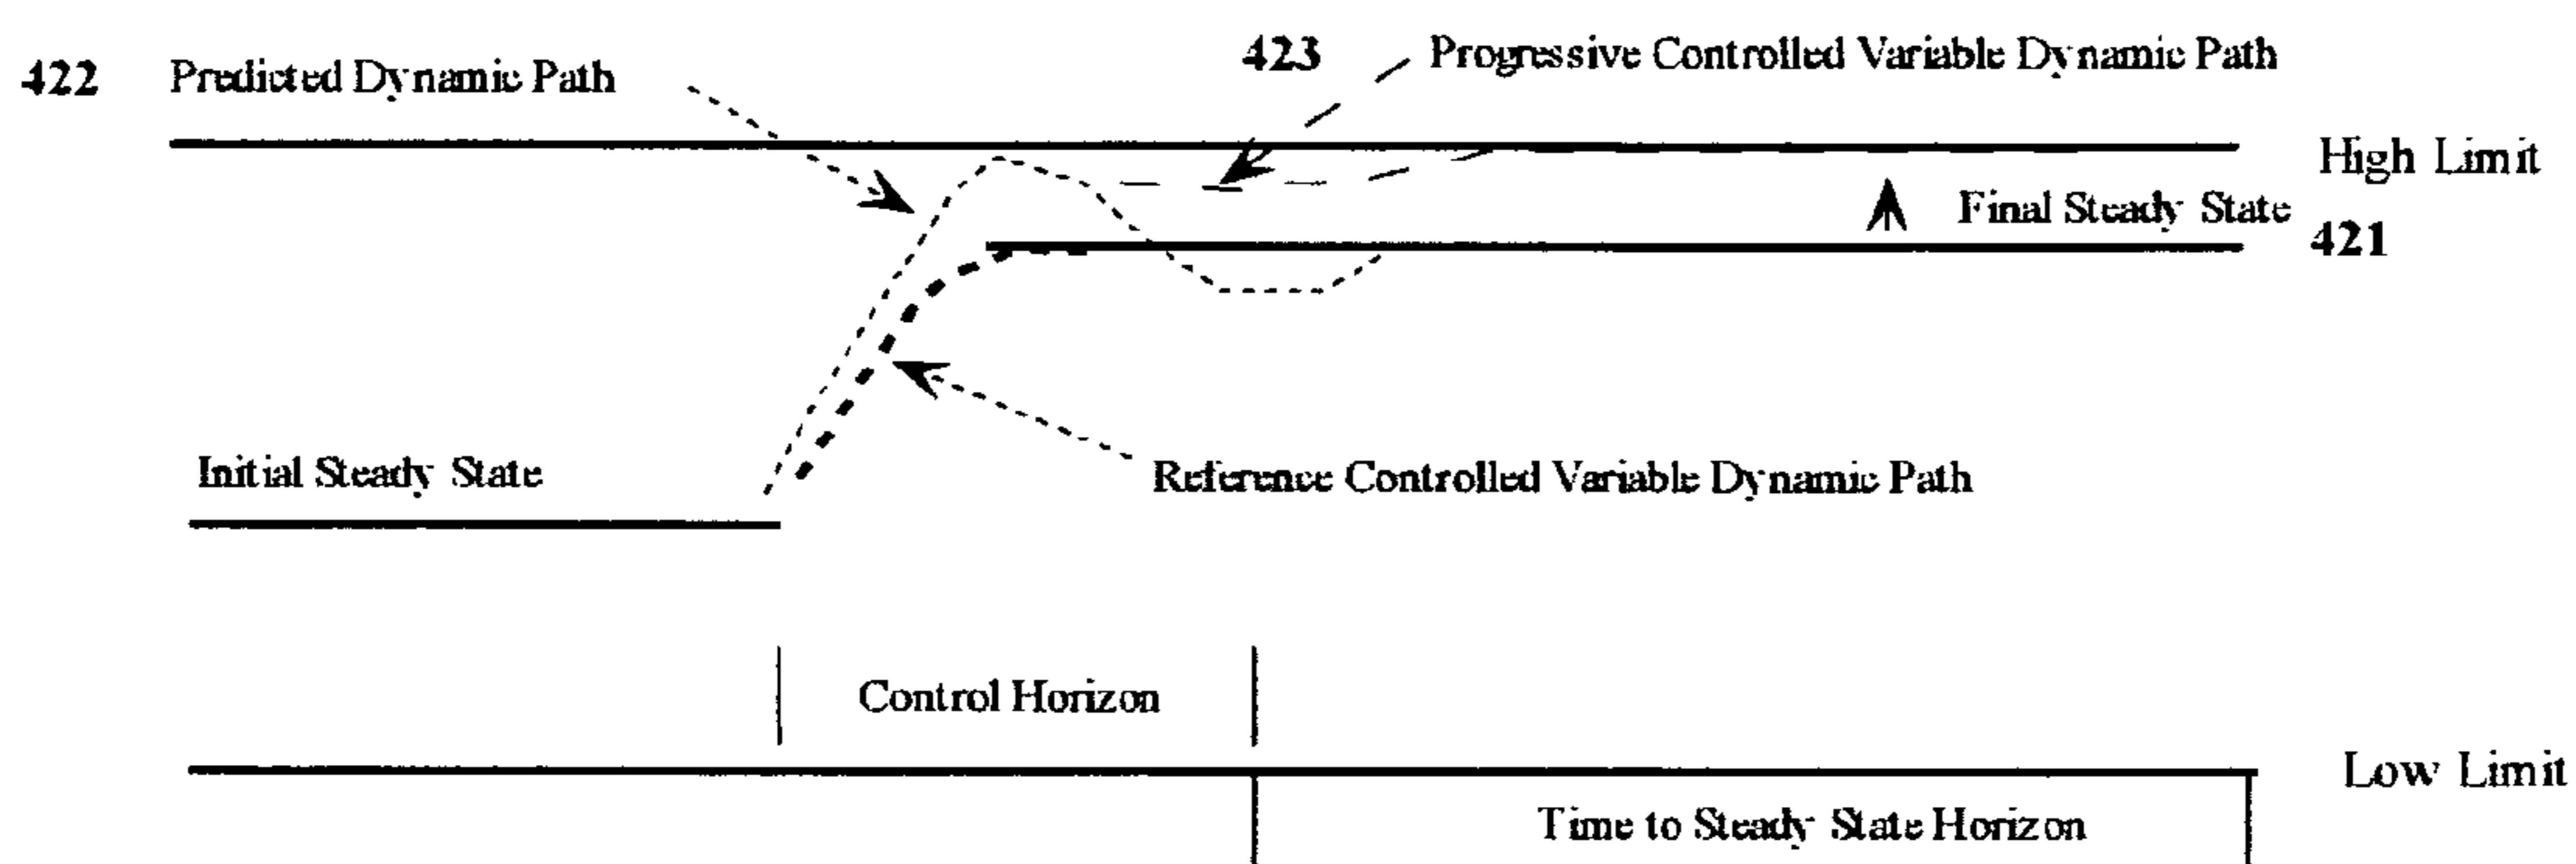 423 Progressive Controlled Variable Dynamic Path
422 Predicted Dynamic Path
High Limit
Final Steady State
421
Initial Steady State
Reference Controlled Variable Dynamic Path
Control Horizon
Low Limit
Time to Steady State Horizon